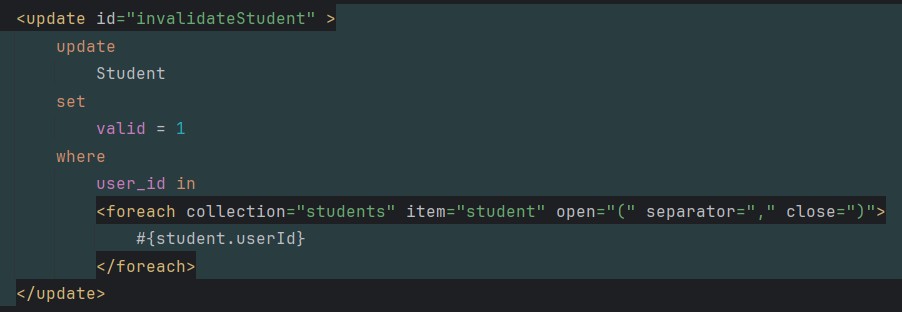 <update id="invalidateStudent" >
    update
        Student
    set
        valid = 1
    where
        user_id in
        <foreach collection="students" item="student" open="(" separator="," close=")">
            #{student.userId}
        </foreach>
</update>